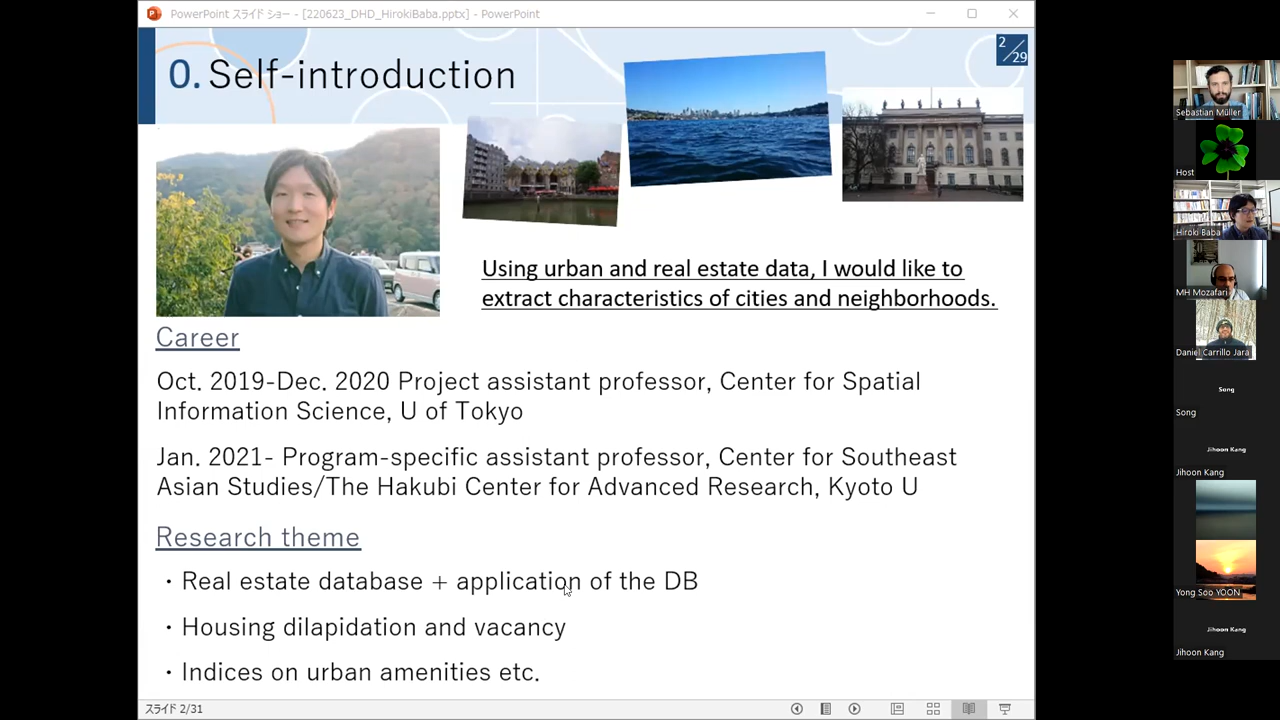 PowerPoint スライド ショー - [220623_DHD_HirokiBaba.pptx] - PowerPoint
0. Self-introduction
2/29
Using urban and real estate data, I would like to
extract characteristics of cities and neighborhoods.
Career
Oct. 2019-Dec. 2020 Project assistant professor, Center for Spatial
Information Science, U of Tokyo
Jan. 2021- Program-specific assistant professor, Center for Southeast
Asian Studies/The Hakubi Center for Advanced Research, Kyoto U
Research theme
・Real estate database + application of the DB
・Housing dilapidation and vacancy
・Indices on urban amenities etc.
スライド 2/31
Sebastian Müller
Host
Hiroki Baba
MH Mozafari
Daniel Carrillo Jara
Song
Song
Jihoon Kang
Jihoon Kang
Yong Soo YOON
Jihoon Kang
Jihoon Kang